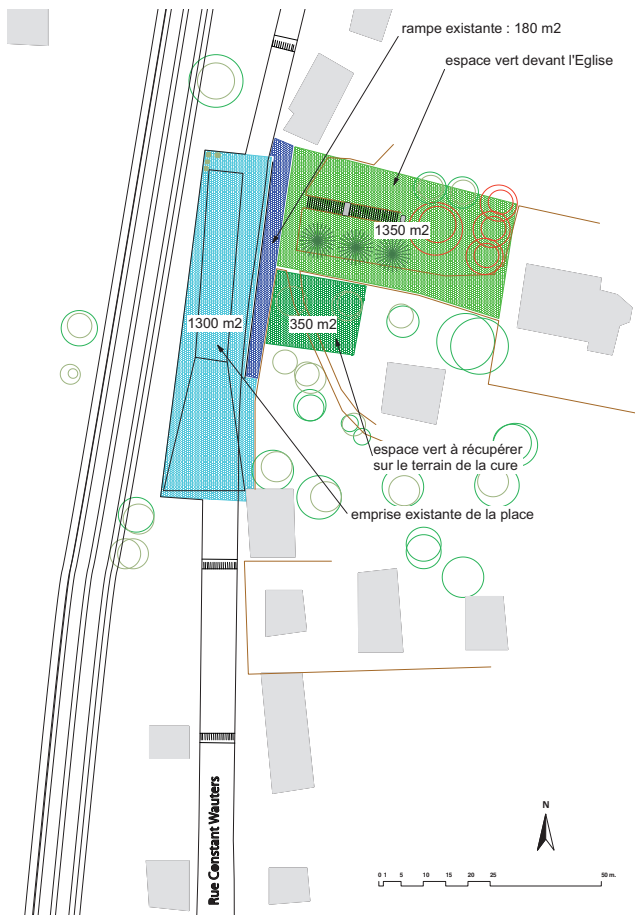 rampe existante : 180 m2
espace vert devant l'Eglise
1350 m2
1300 m2
350 m2
espace vert à récupérer
sur le terrain de la cure
emprise existante de la place
Rue Constant Wauters
N
0 1 5 10 15 20 25 50 m.